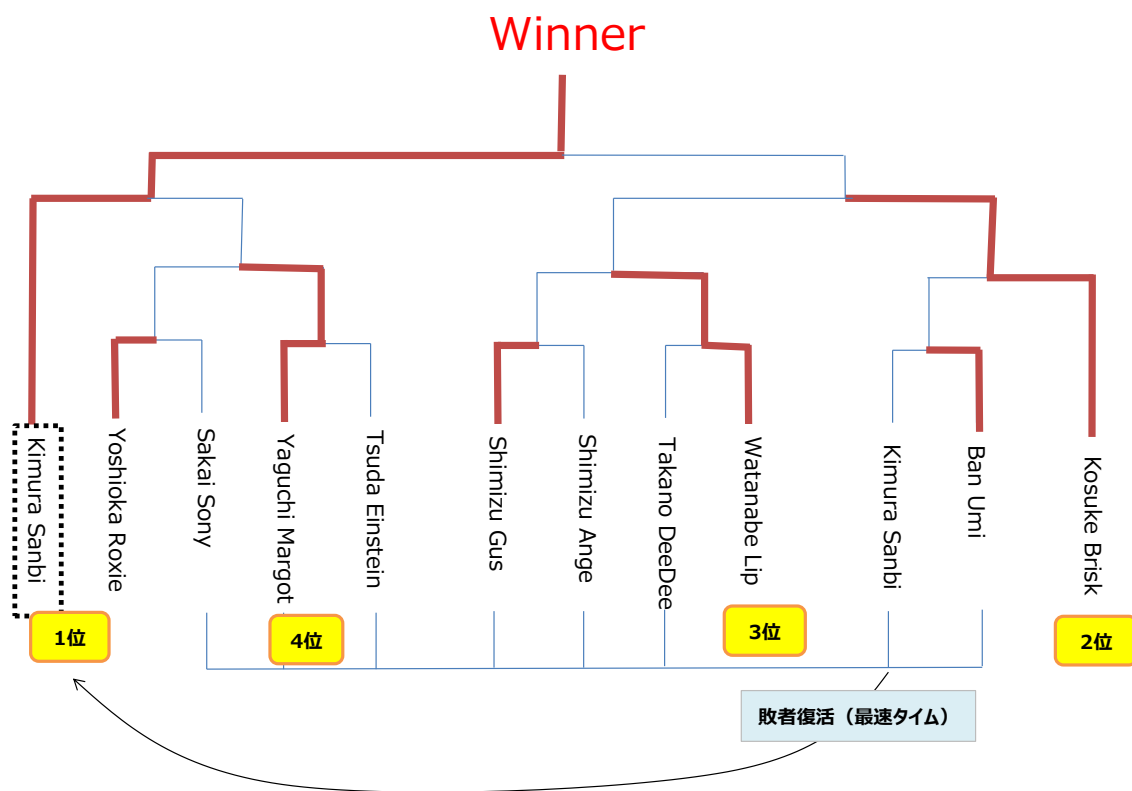 Winner
Kimura Sanbi
Yoshioka Roxie
Sakai Sony
Yaguchi Margot
Tsuda Einstein
Shimizu Gus
Shimizu Ange
Takano DeeDee
Watanabe Lip
Kimura Sanbi
Ban Umi
Kosuke Brisk
1位
4位
3位
2位
敗者復活（最速タイム）